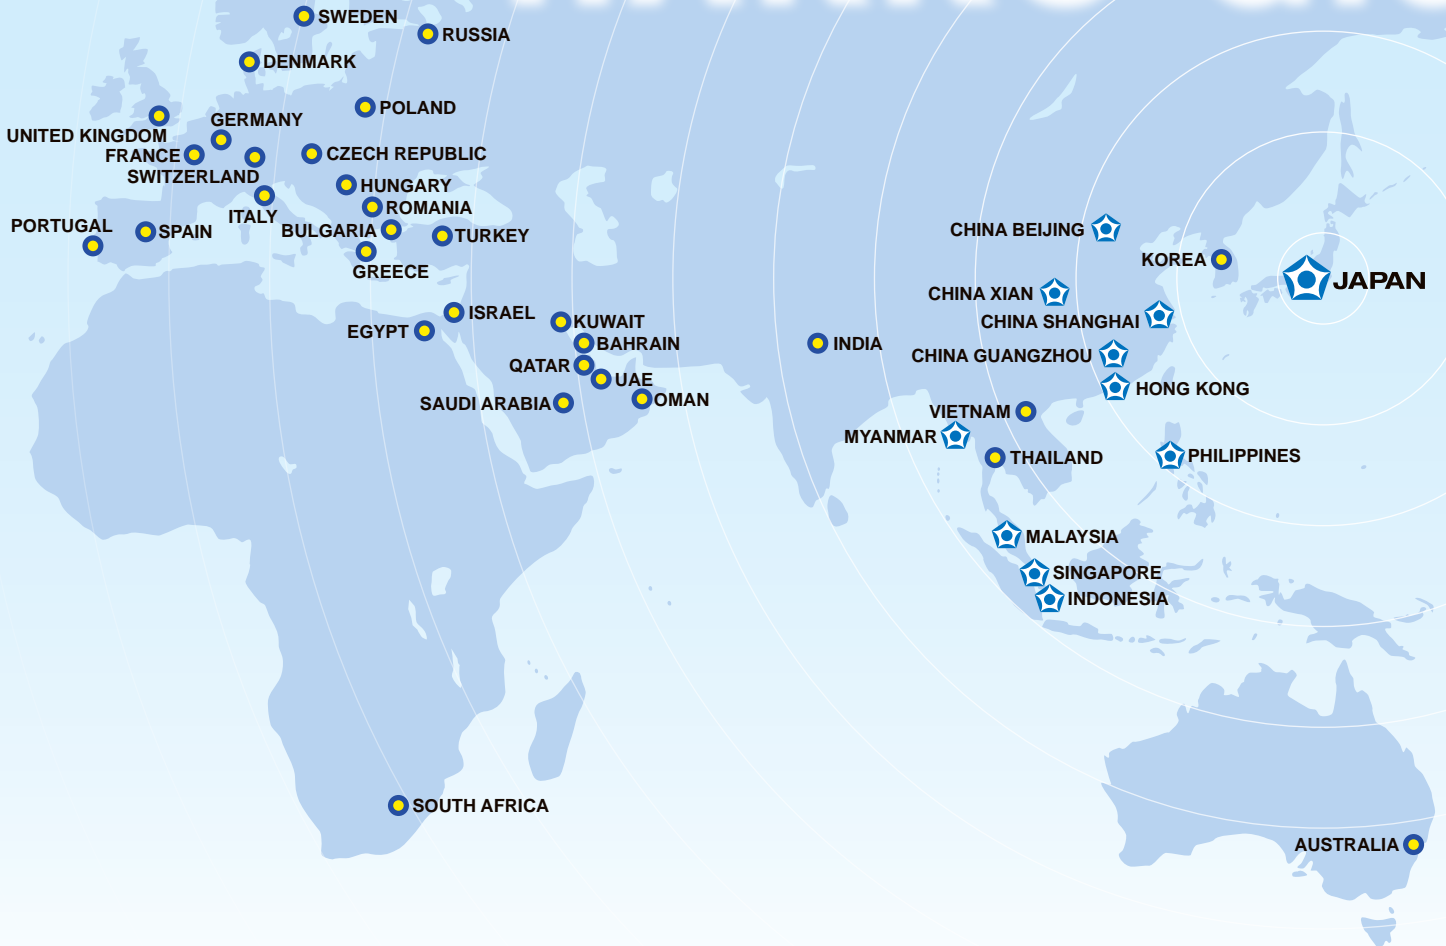 SWEDEN
RUSSIA
DENMARK
POLAND
GERMANY
UNITED KINGDOM
FRANCE
CZECH REPUBLIC
SWITZERLAND
HUNGARY
ROMANIA
ITALY
PORTUGAL
SPAIN
BULGARIA
TURKEY
GREECE
CHINA BEIJING
KOREA
JAPAN
CHINA XIAN
ISRAEL
EGYPT
KUWAIT
CHINA SHANGHAI
BAHRAIN
INDIA
CHINA GUANGZHOU
QATAR
UAE
HONG KONG
SAUDI ARABIA
OMAN
VIETNAM
MYANMAR
THAILAND
PHILIPPINES
MALAYSIA
SINGAPORE
INDONESIA
SOUTH AFRICA
AUSTRALIA